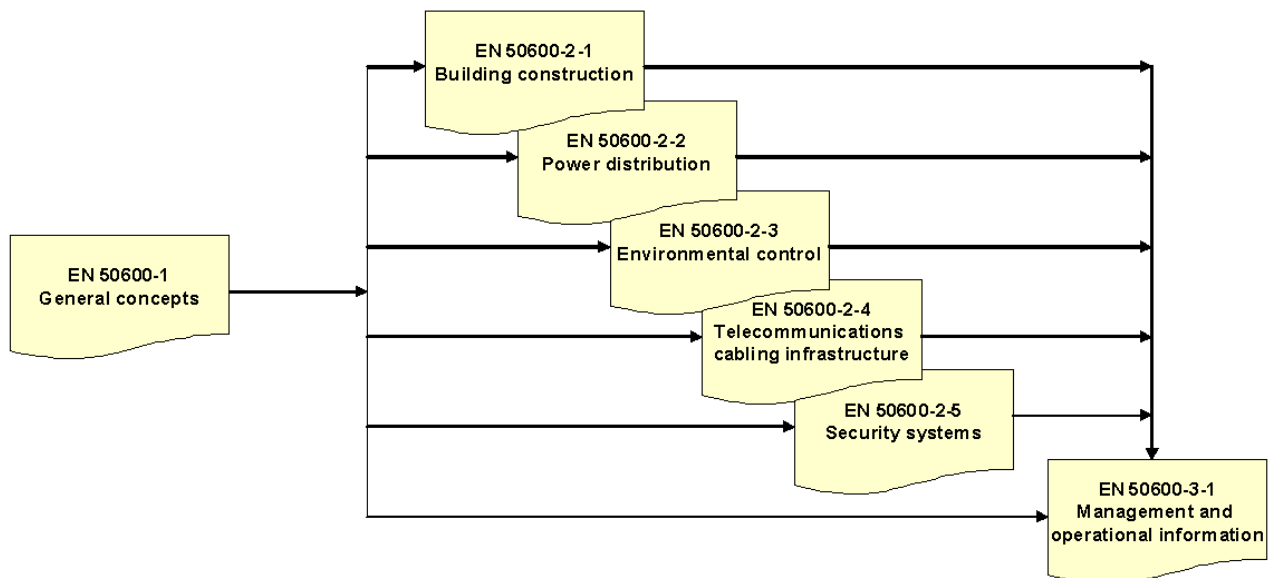 EN 50600-2-1
Building construction
EN 50600-2-2
Power distribution
EN 50600-2-3
Environmental control
EN 50600-1
General concepts
EN 50600-2-4
Telecommunications
cabling infrastructure
EN 50600-2-5
Security systems
EN 50600-3-1
Management and
operational information